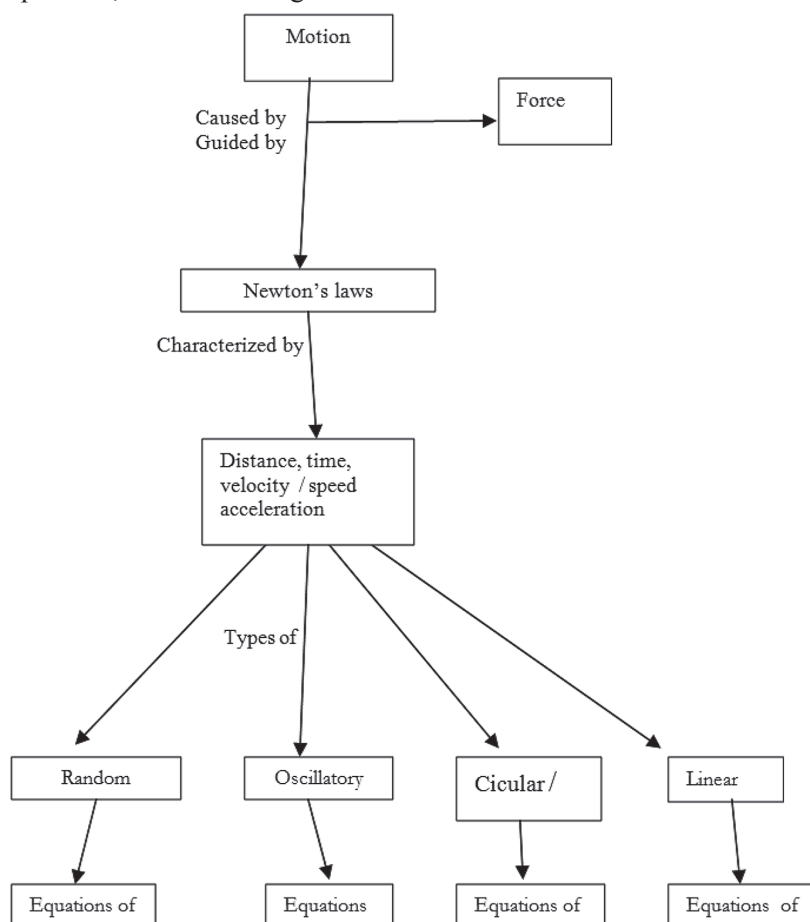 Motion
Force
Caused by
Guided by
Newton's laws
Characterized by
Distance, time,
velocity / speed
acceleration
Types of
Random
Oscillatory
Cicular /
Linear
Equations of
Equations
Equations of
Equations of